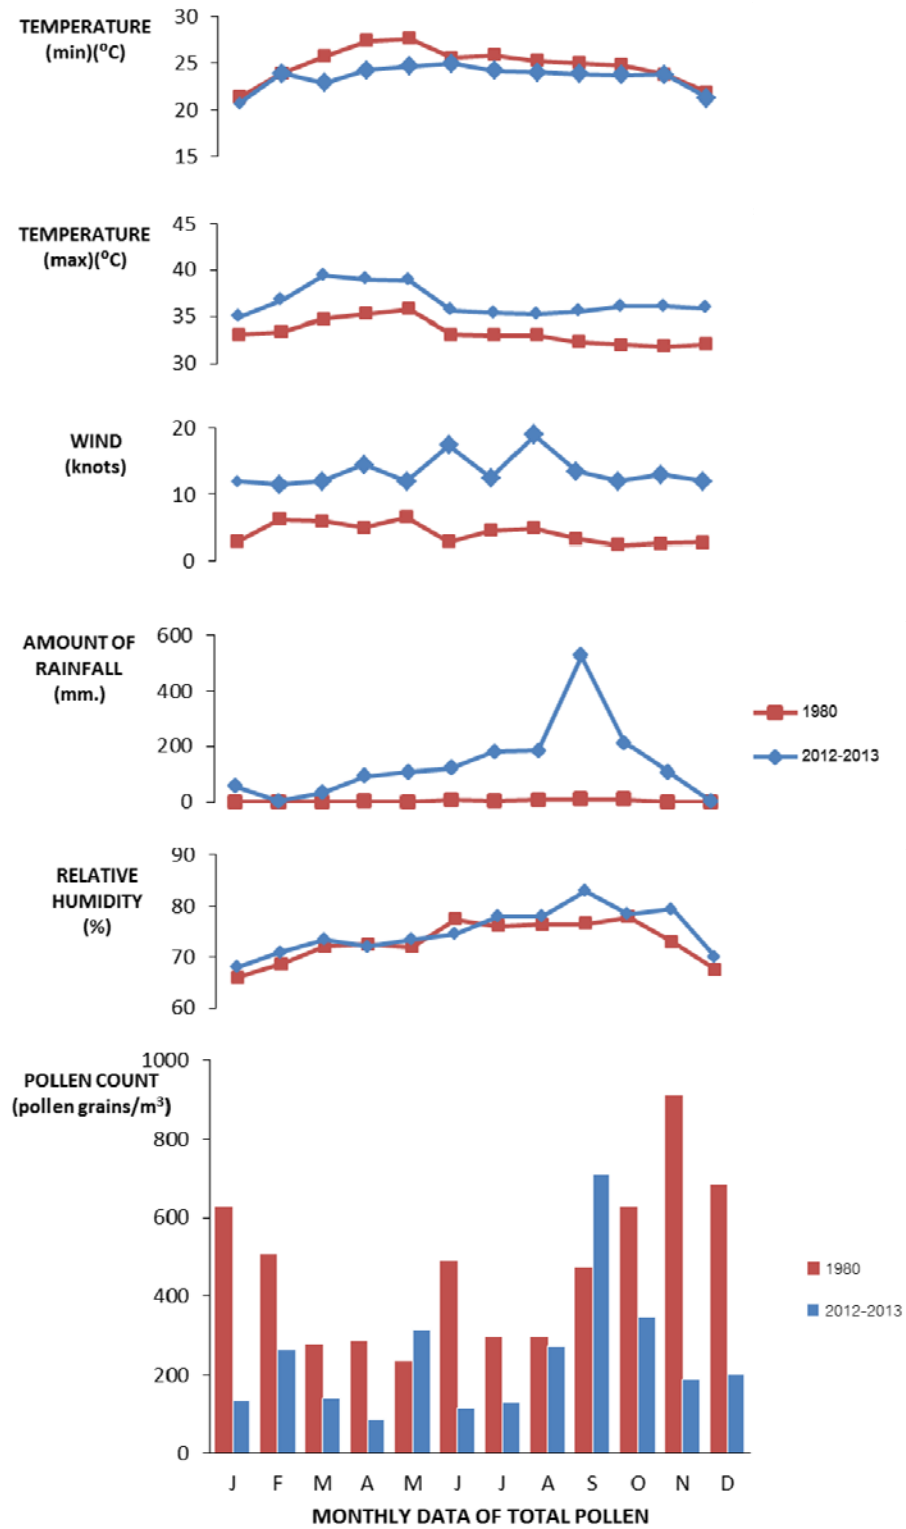 TEMPERATURE
(min)(⁰C)
30
25
20
15
TEMPERATURE
(max)(⁰C)
45
40
35
30
WIND
(knots)
20
10
0
AMOUNT OF
RAINFALL
(mm.)
600
400
200
0
1980
2012-2013
RELATIVE
HUMIDITY
(%)
90
80
70
60
POLLEN COUNT
(pollen grains/m³)
1000
800
600
400
200
0
1980
2012-2013
J F M A M J J A S O N D
MONTHLY DATA OF TOTAL POLLEN